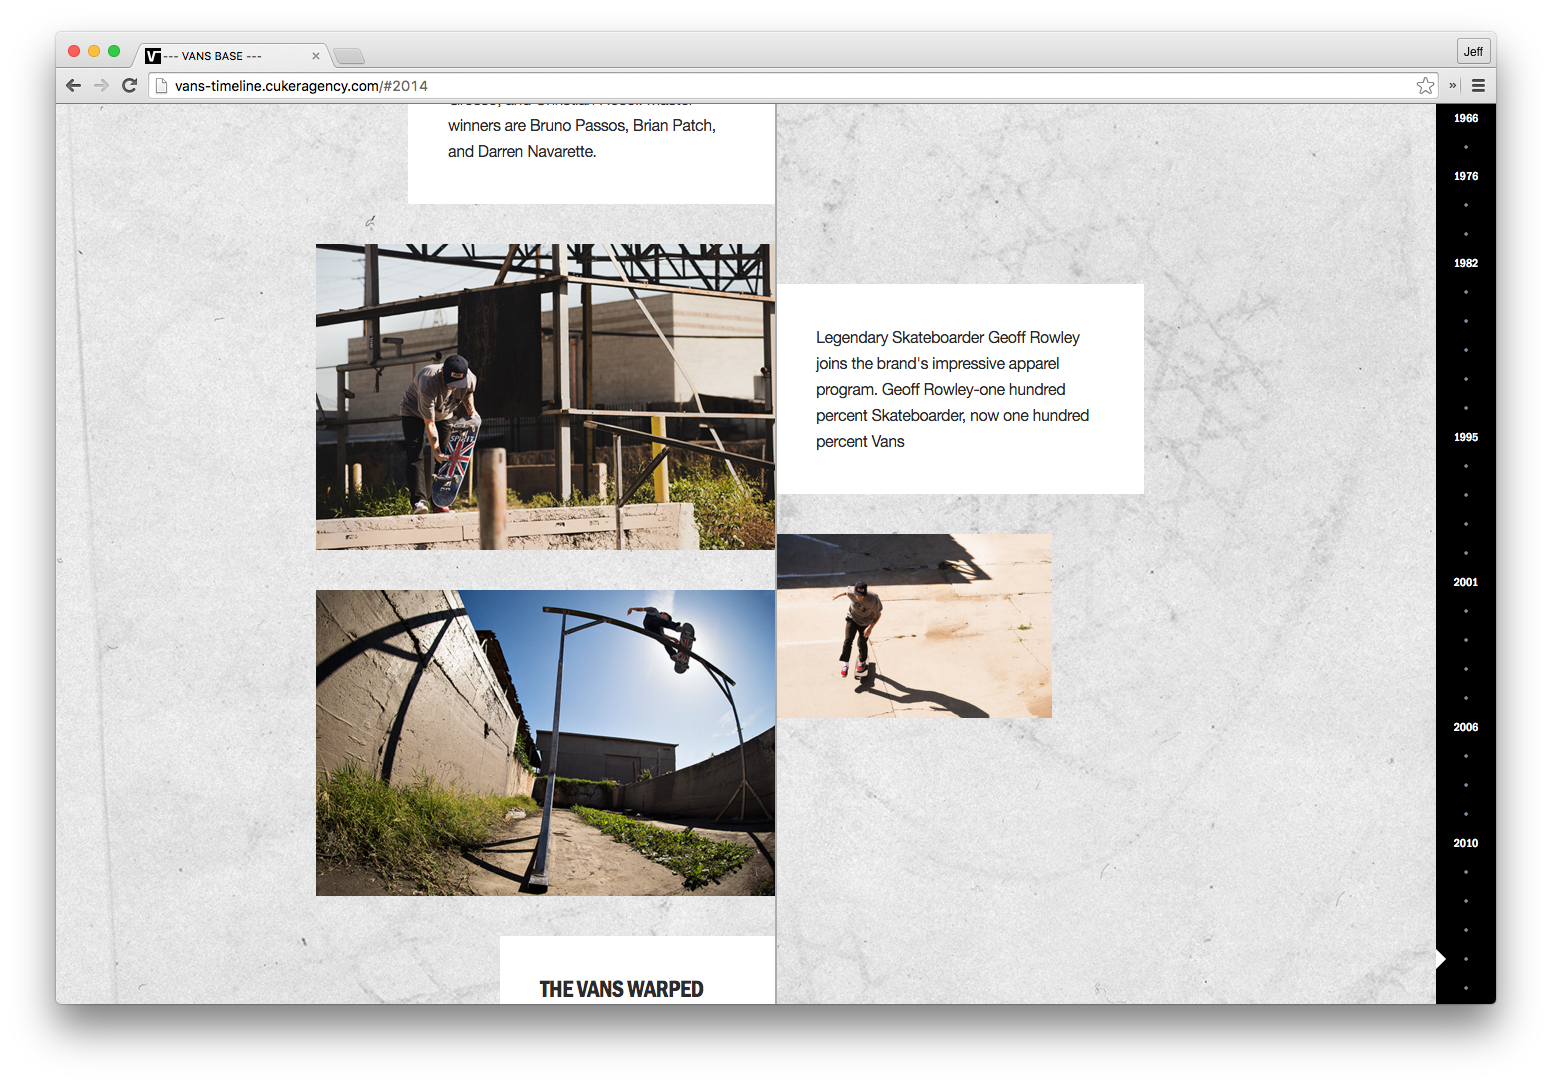 --- VANS BASE ---
Jeff
vans-timeline.cukeragency.com/#2014
winners are Bruno Passos, Brian Patch,
and Darren Navarette.
Legendary Skateboarder Geoff Rowley
joins the brand's impressive apparel
program. Geoff Rowley-one hundred
percent Skateboarder, now one hundred
percent Vans
THE VANS WARPED
1966
1976
1982
1995
2001
2006
2010